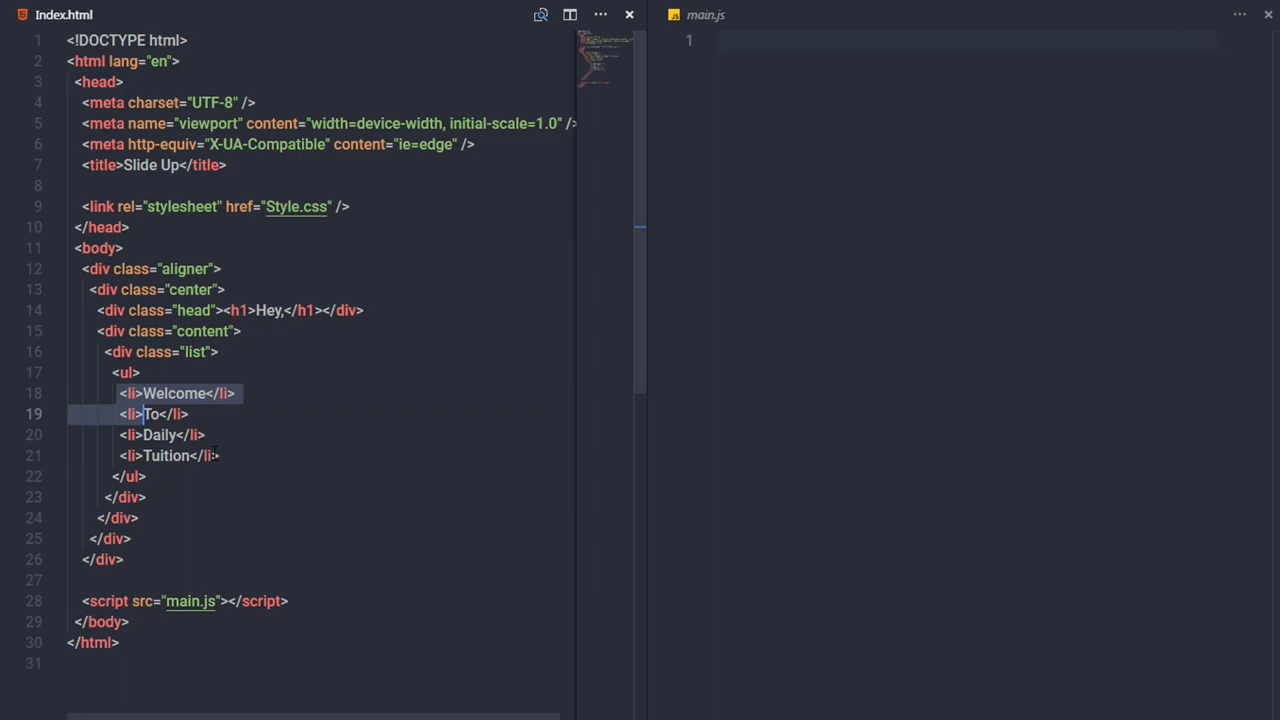 Index.html
1 <!DOCTYPE html>
2 <html lang="en">
3 <head>
4 <meta charset="UTF-8" />
5 <meta name="viewport" content="width=device-width, initial-scale=1.0" />
6 <meta http-equiv="X-UA-Compatible" content="ie=edge" />
7 <title>Slide Up</title>
8
9 <link rel="stylesheet" href="Style.css" />
10 </head>
11 <body>
12 <div class="aligner">
13 <div class="center">
14 <div class="head"><h1>Hey,</h1></div>
15 <div class="content">
16 <div class="list">
17 <ul>
18 <li>Welcome</li>
19 <li>To</li>
20 <li>Daily</li>
21 <li>Tuition</li>
22 </ul>
23 </div>
24 </div>
25 </div>
26 </div>
27
28 <script src="main.js"></script>
29 </body>
30 </html>
31
JS main.js
1